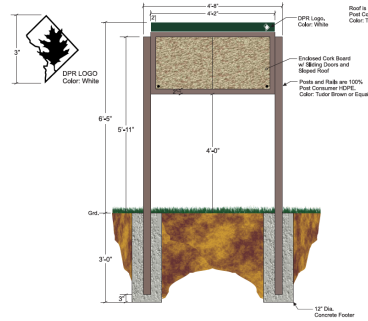 4'-8"
4'-2"
2"
DPR Logo,
Color: White
Roof is
Post Co
Color: T
3"
DPR LOGO
Color: White
Enclosed Cork Board
w/ Sliding Doors and
Sloped Roof
6'-5"
5'-11"
Posts and Rails are 100%
Post Consumer HDPE.
Color: Tudor Brown or Equal
4'-0"
Grd.
3'-0"
3"
12" Dia.
Concrete Footer